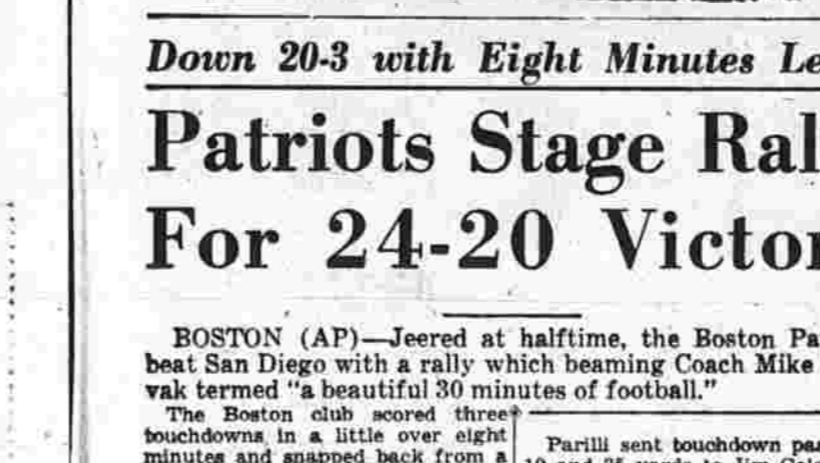 Down 20-3 with Eight Minutes Le
Patriots Stage Ral
For 24-20 Victor
BOSTON (AP)—Jeered at halftime, the Boston Pa
beat San Diego with a rally which beaming Coach Mike
vak termed "a beautiful 30 minutes of football."
The Boston club scored three
touchdowns in a little over eight
minutes and snapped back from a
Parilli sent touchdown pas